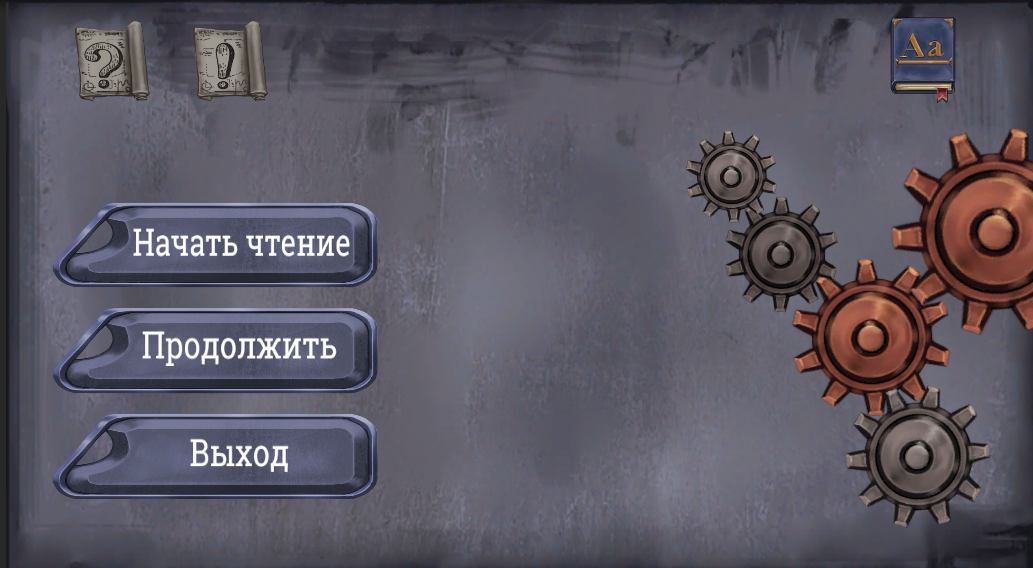 ?
!
Aa
Начать чтение
Продолжить
Выход